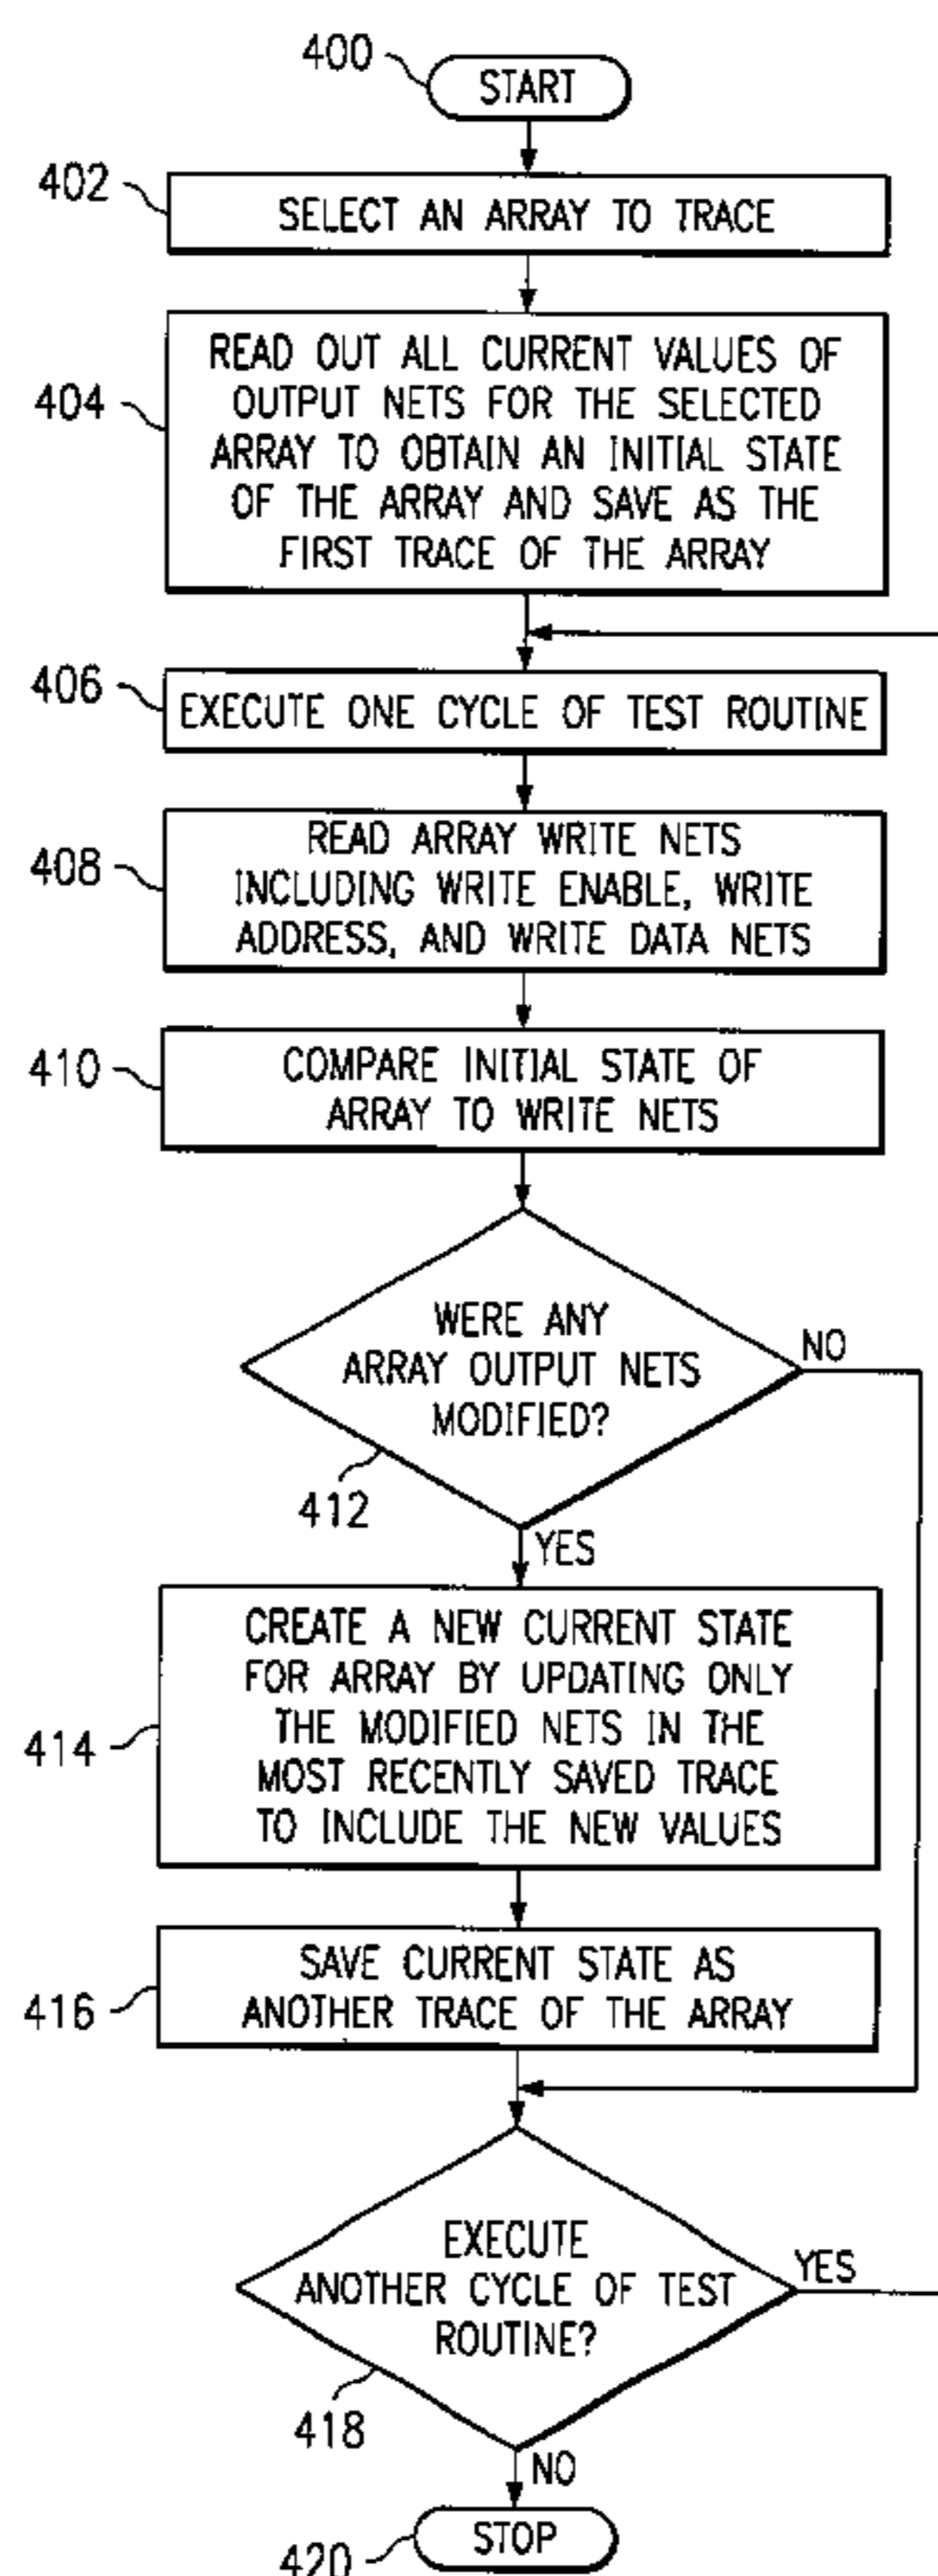 400
START
402
SELECT AN ARRAY TO TRACE
404
READ OUT ALL CURRENT VALUES OF
OUTPUT NETS FOR THE SELECTED
ARRAY TO OBTAIN AN INITIAL STATE
OF THE ARRAY AND SAVE AS THE
FIRST TRACE OF THE ARRAY
406
EXECUTE ONE CYCLE OF TEST ROUTINE
408
READ ARRAY WRITE NETS
INCLUDING WRITE ENABLE, WRITE
ADDRESS, AND WRITE DATA NETS
410
COMPARE INITIAL STATE OF
ARRAY TO WRITE NETS
WERE ANY
ARRAY OUTPUT NETS
MODIFIED?
NO
412
YES
414
CREATE A NEW CURRENT STATE
FOR ARRAY BY UPDATING ONLY
THE MODIFIED NETS IN THE
MOST RECENTLY SAVED TRACE
TO INCLUDE THE NEW VALUES
416
SAVE CURRENT STATE AS
ANOTHER TRACE OF THE ARRAY
EXECUTE
ANOTHER CYCLE OF TEST
ROUTINE?
YES
418
NO
STOP
420